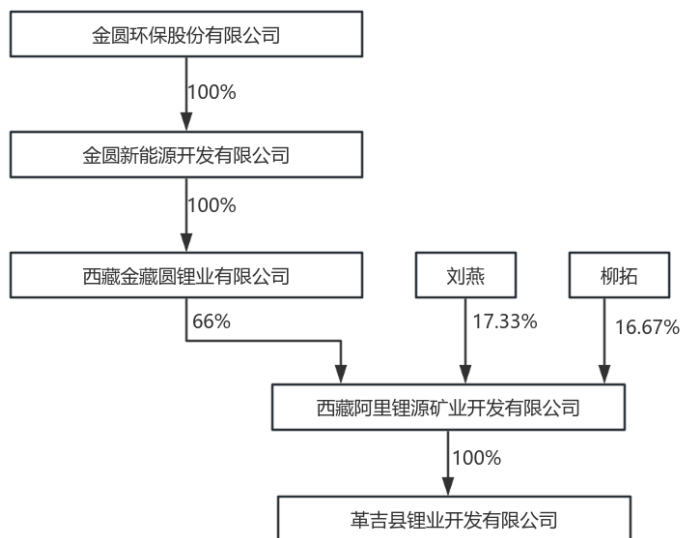 金圆环保股份有限公司
100%
金圆新能源开发有限公司
100%
西藏金藏圆锂业有限公司
刘燕
柳拓
66%
17.33%
16.67%
西藏阿里锂源矿业开发有限公司
100%
革吉县锂业开发有限公司